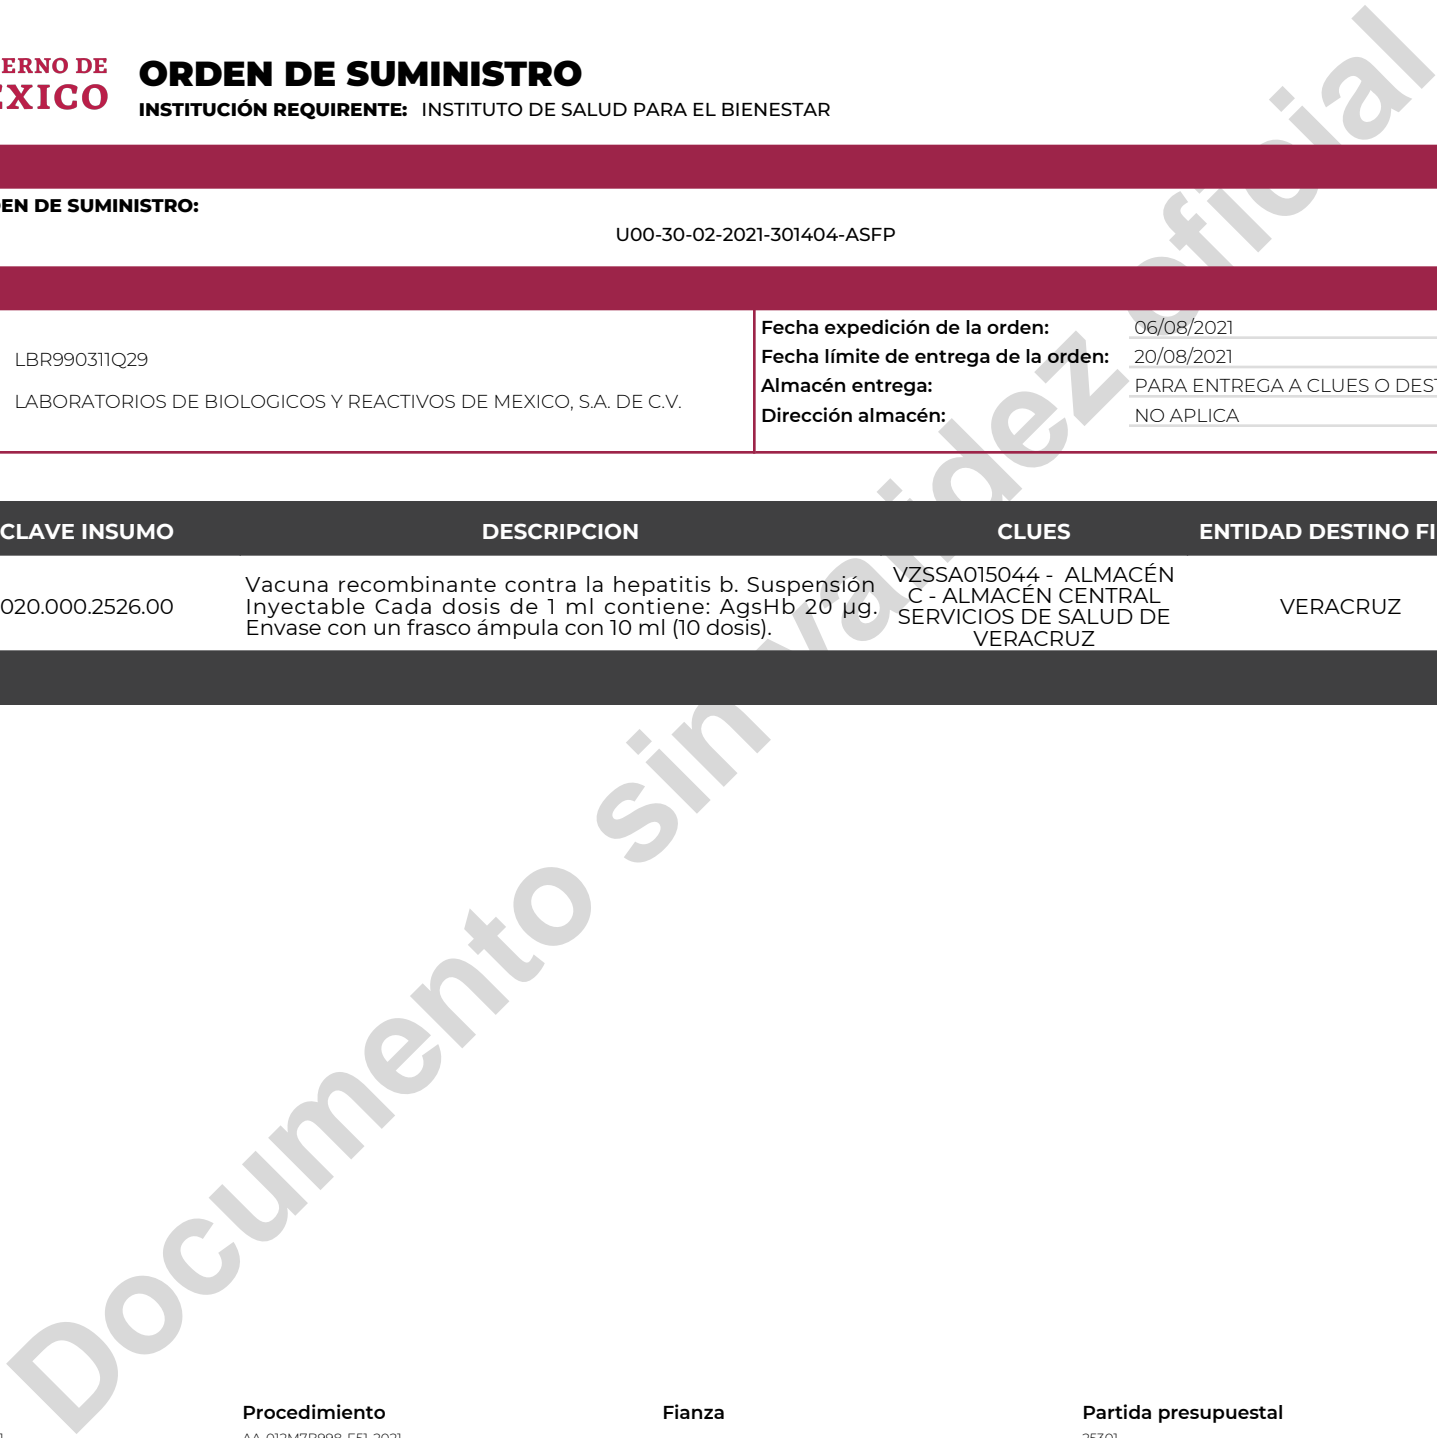 ERNO DE
EXICO
ORDEN DE SUMINISTRO
INSTITUCIÓN REQUIRENTE: INSTITUTO DE SALUD PARA EL BIENESTAR
EN DE SUMINISTRO:
U00-30-02-2021-301404-ASFP
LBR990311Q29
LABORATORIOS DE BIOLOGICOS Y REACTIVOS DE MEXICO, S.A. DE C.V.
Fecha expedición de la orden: 06/08/2021
Fecha límite de entrega de la orden: 20/08/2021
Almacén entrega: PARA ENTREGA A CLUES O DEST
Dirección almacén: NO APLICA
CLAVE INSUMO DESCRIPCION CLUES ENTIDAD DESTINO FI
020.000.2526.00
Vacuna recombinante contra la hepatitis b. Suspensión
Inyectable Cada dosis de 1 ml contiene: AgsHb 20 µg.
Envase con un frasco ámpula con 10 ml (10 dosis).
VZSSA015044 - ALMACÉN
C - ALMACÉN CENTRAL
SERVICIOS DE SALUD DE
VERACRUZ
VERACRUZ
Documento sin validez oficial
Procedimiento Fianza Partida presupuestal